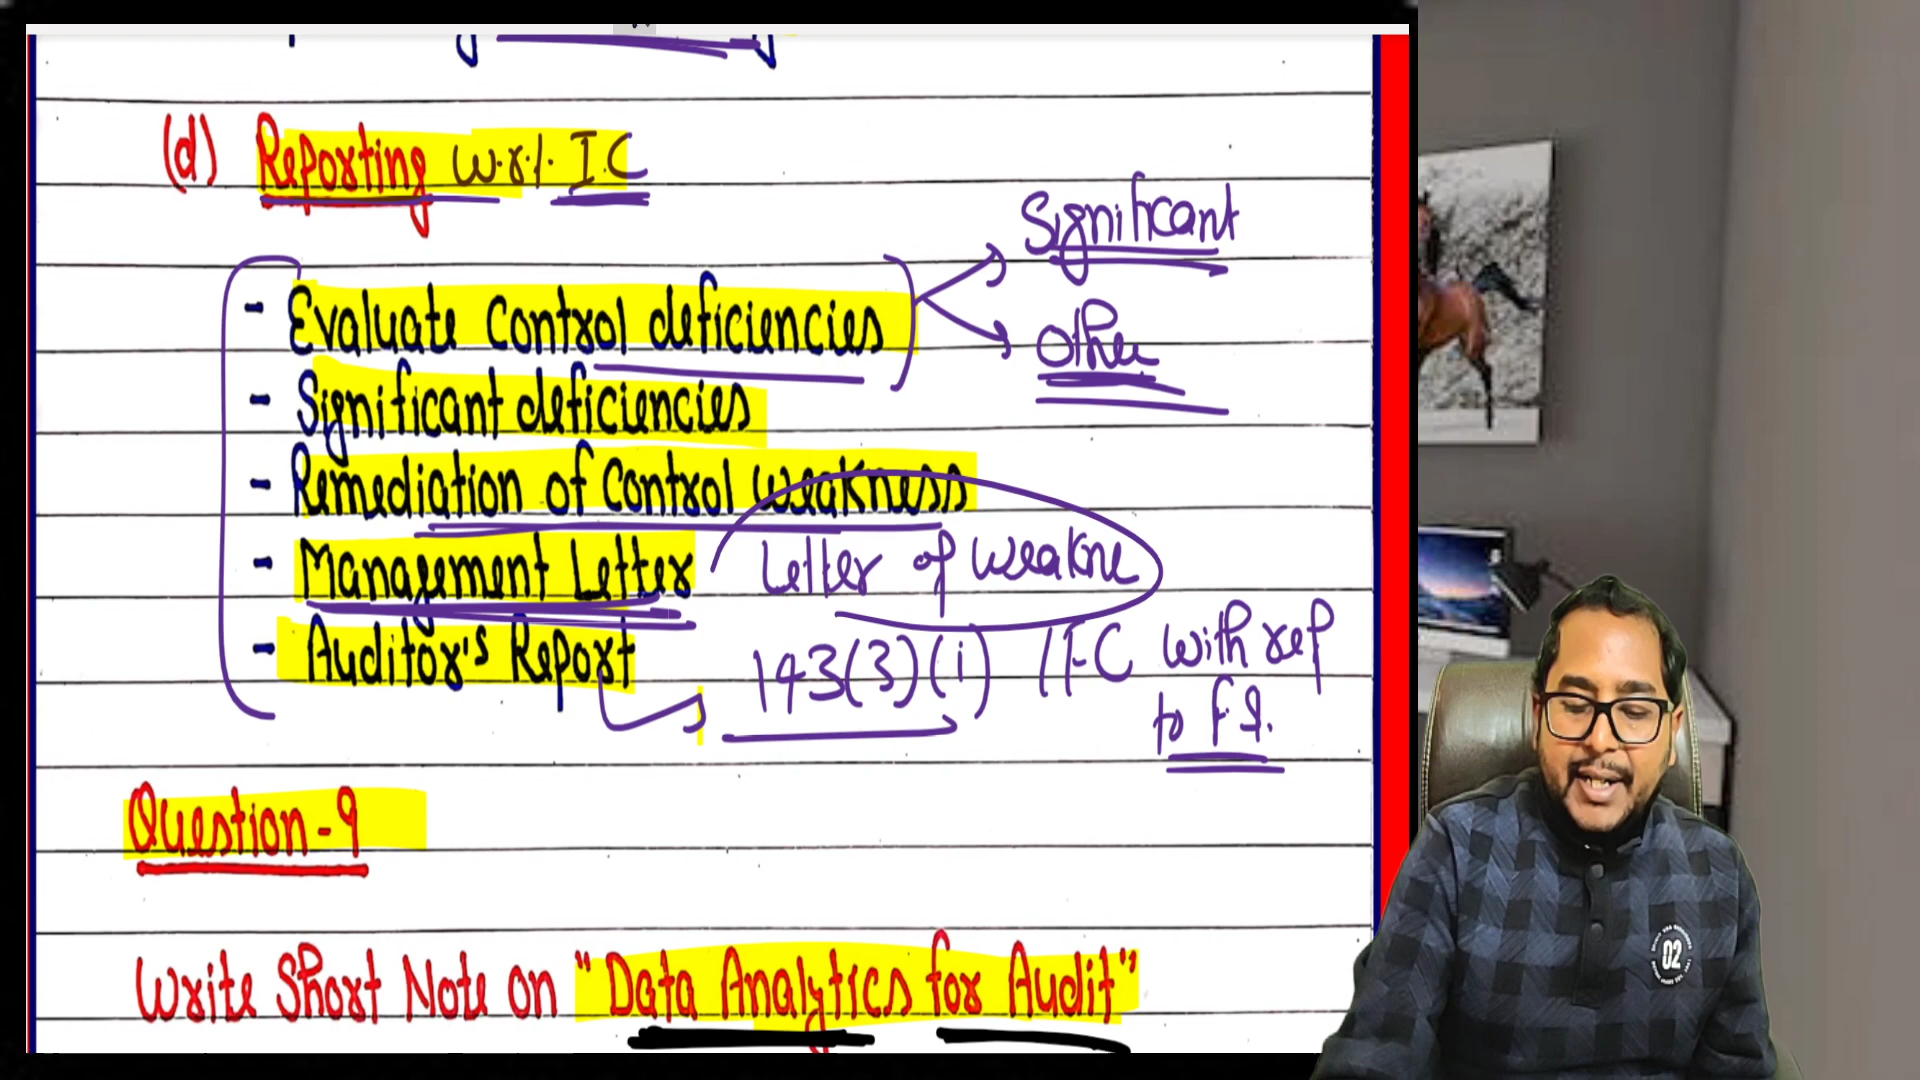 (d) Reporting w.r.t. I.C
Significant
- Evaluate Control deficiencies
other
- Significant deficiencies
- Remediation of Control weakness
- Management Letter Letter of weakne
- Auditor's Report 143(3)(i) IFC with ref
to F.S.
Question-9
Write Short Note on "Data Analytics for Audit"
02